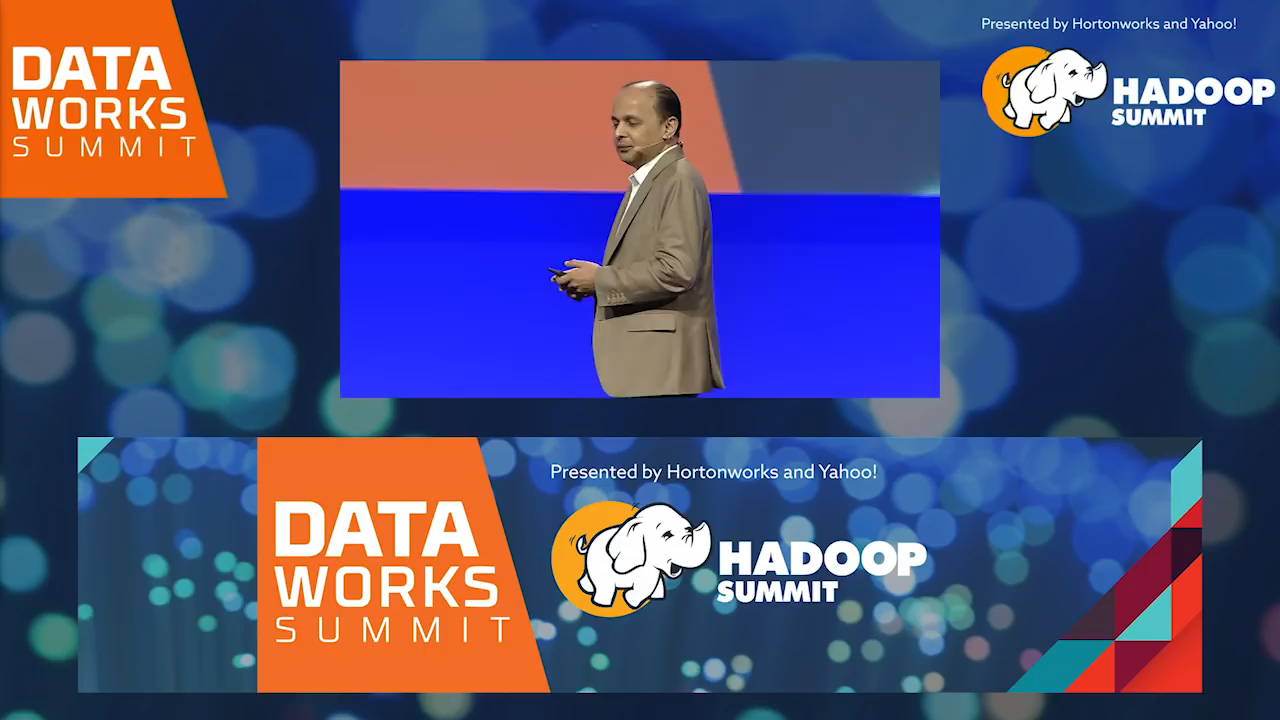 DATA
WORKS
SUMMIT
Presented by Hortonworks and Yahoo!
HADOOP
SUMMIT
Presented by Hortonworks and Yahoo!
DATA
WORKS
SUMMIT
HADOOP
SUMMIT